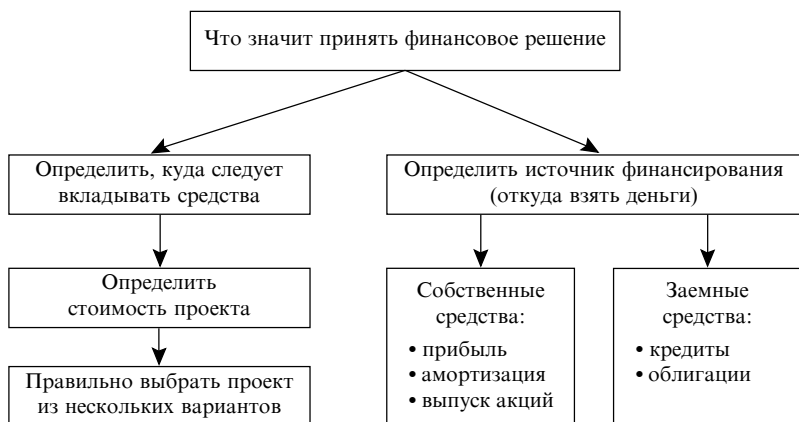 Что значит принять финансовое решение
Определить, куда следует
вкладывать средства
Определить источник финансирования
(откуда взять деньги)
Определить
стоимость проекта
Правильно выбрать проект
из нескольких вариантов
Собственные
средства:
• прибыль
• амортизация
• выпуск акций
Заемные
средства:
• кредиты
• облигации